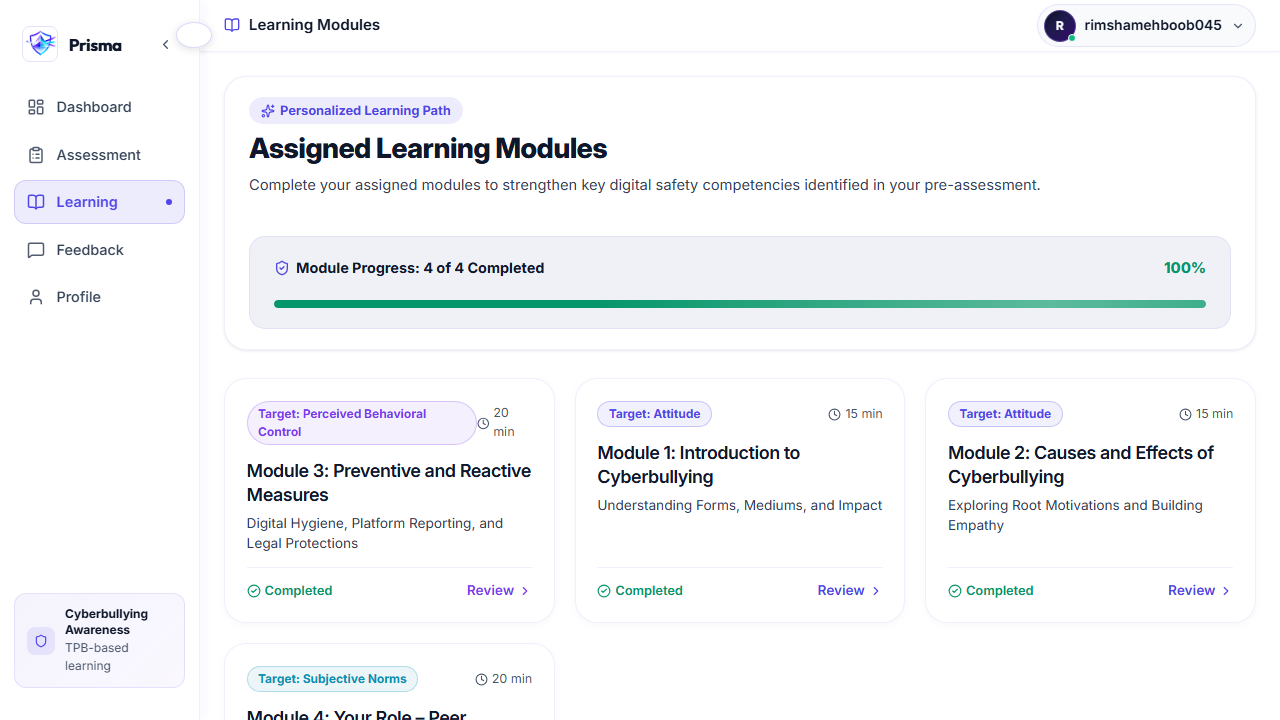 Prisma
Dashboard
Assessment
Learning
Feedback
Profile
Cyberbullying
Awareness
TPB-based
learning
Learning Modules
R
rimshamehboob045
Personalized Learning Path
Assigned Learning Modules
Complete your assigned modules to strengthen key digital safety competencies identified in your pre-assessment.
Module Progress: 4 of 4 Completed
100%
Target: Perceived Behavioral
Control
20
min
Module 3: Preventive and Reactive
Measures
Digital Hygiene, Platform Reporting, and
Legal Protections
Completed
Review
Target: Attitude
15 min
Module 1: Introduction to
Cyberbullying
Understanding Forms, Mediums, and Impact
Completed
Review
Target: Attitude
15 min
Module 2: Causes and Effects of
Cyberbullying
Exploring Root Motivations and Building
Empathy
Completed
Review
Target: Subjective Norms
20 min
Module 4: Your Role – Peer